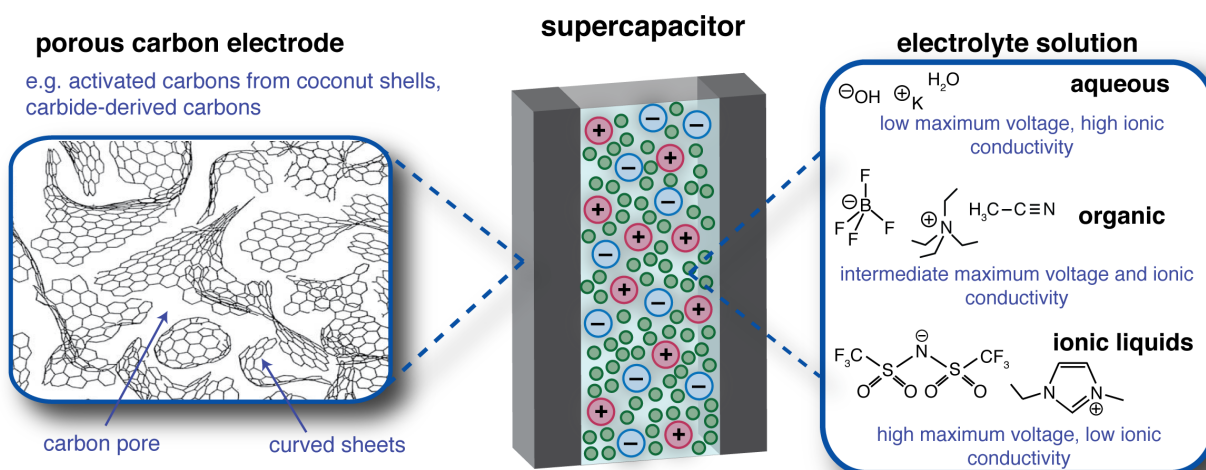 supercapacitor
porous carbon electrode
e.g. activated carbons from coconut shells,
carbide-derived carbons
carbon pore
curved sheets
+
−
electrolyte solution
⊖OH ⊕K H₂O
aqueous
low maximum voltage, high ionic
conductivity
F
⊖B
F
F
F
⊕
N
H₃C−C≡N
organic
intermediate maximum voltage and ionic
conductivity
ionic liquids
F₃C
S
O
O
⊖
N
S
O
O
CF₃
N
N
⊕
high maximum voltage, low ionic
conductivity